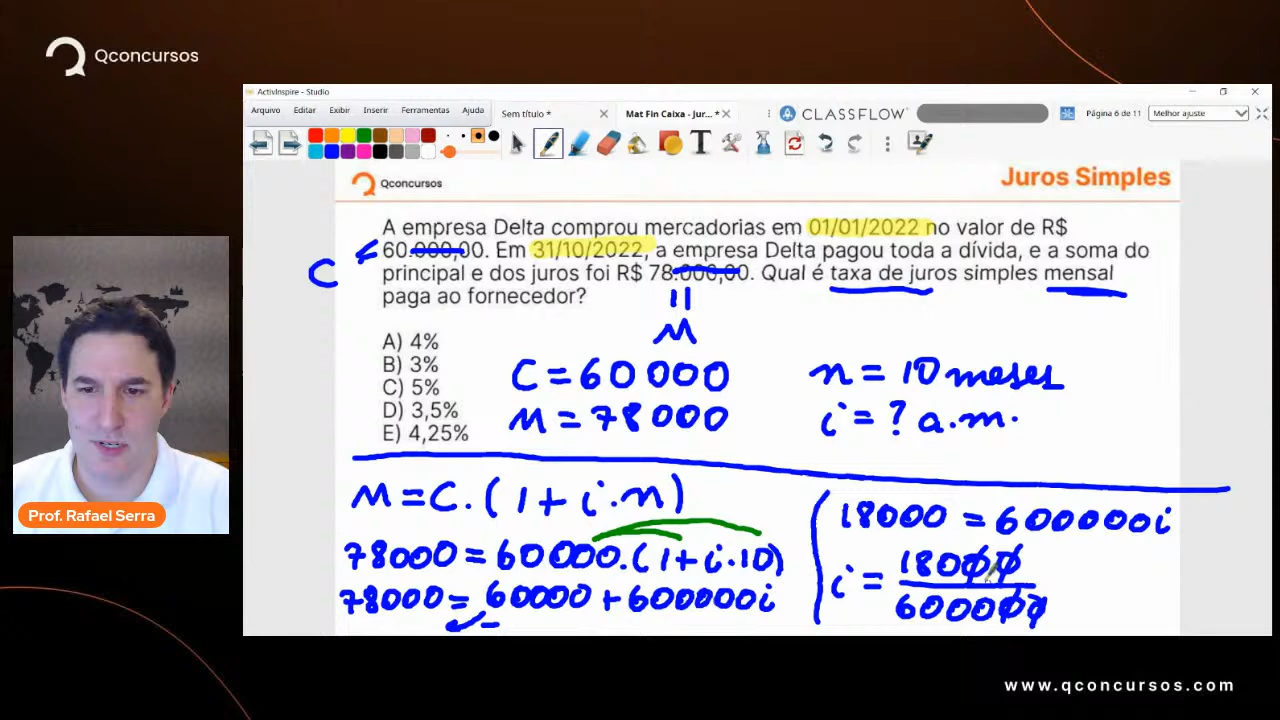 Qconcursos
ActivInspire - Studio
Arquivo Editar Exibir Inserir Ferramentas Ajuda
Sem título * Mat Fin Caixa - Jur... * CLASSFLOW Página 6 de 11 Melhor ajuste
Qconcursos
Juros Simples
A empresa Delta comprou mercadorias em 01/01/2022 no valor de R$
60.000,00. Em 31/10/2022, a empresa Delta pagou toda a dívida, e a soma do
principal e dos juros foi R$ 78.000,00. Qual é taxa de juros simples mensal
paga ao fornecedor?
C
M
A) 4%
B) 3%
C) 5%
D) 3,5%
E) 4,25%
C = 60 000
M = 78000
n = 10 meses
i = ? a.m.
M = C.(1 + i.n)
78000 = 60000.(1 + i.10)
78000 = 60000 + 600000i
18000 = 600000i
i = 18000
600000
Prof. Rafael Serra
www.qconcursos.com